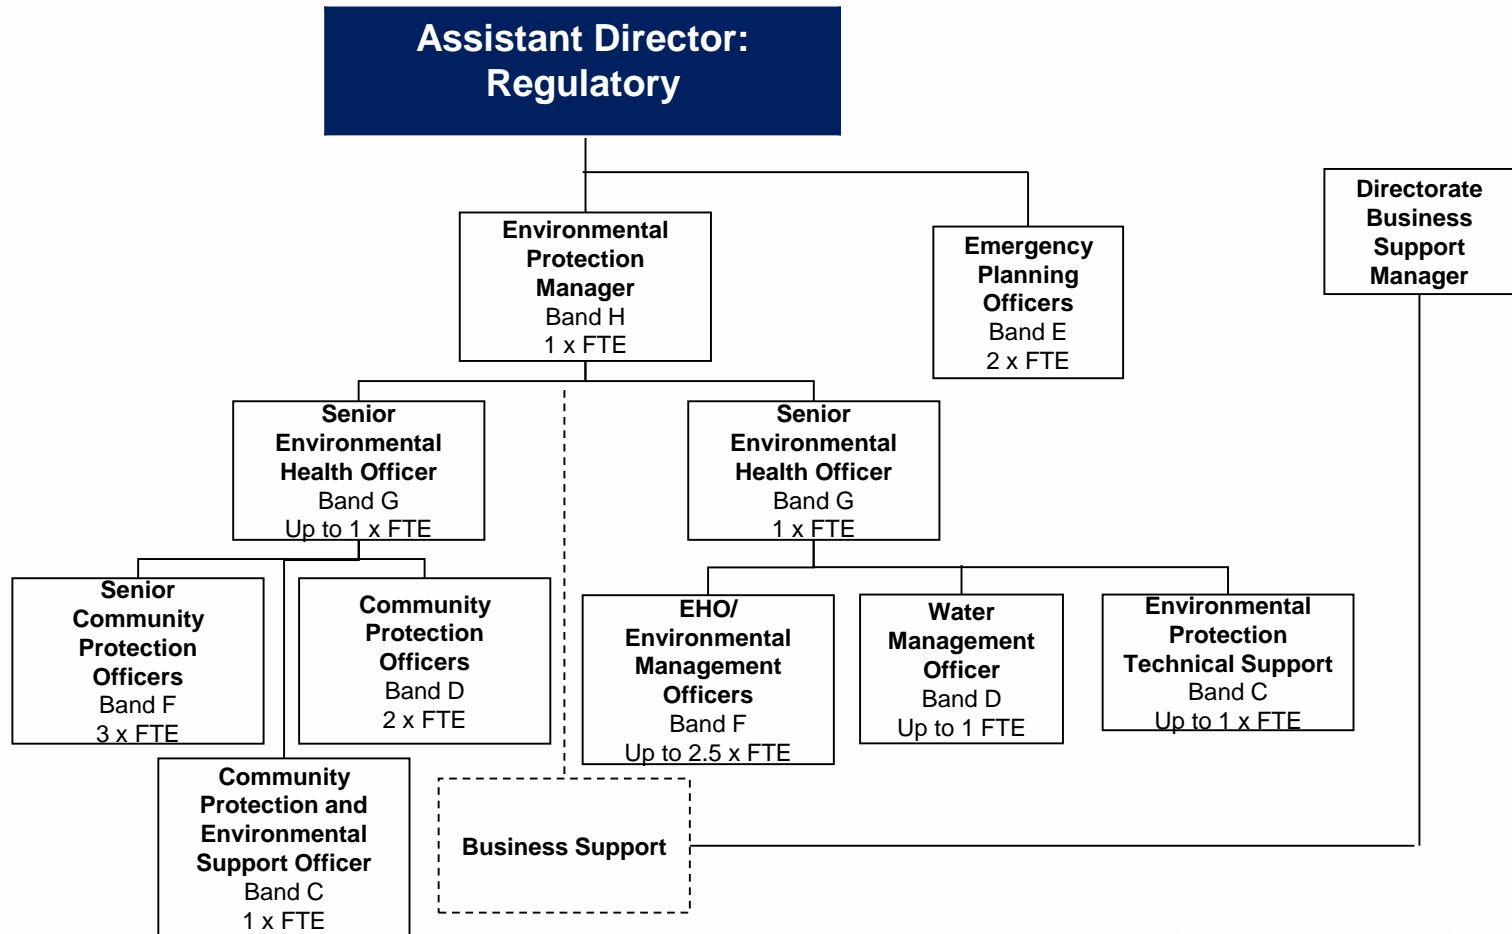 Assistant Director:
Regulatory
Environmental
Protection
Manager
Band H
1 x FTE
Emergency
Planning
Officers
Band E
2 x FTE
Directorate
Business
Support
Manager
Senior
Environmental
Health Officer
Band G
Up to 1 x FTE
Senior
Environmental
Health Officer
Band G
1 x FTE
Senior
Community
Protection
Officers
Band F
3 x FTE
Community
Protection
Officers
Band D
2 x FTE
EHO/
Environmental
Management
Officers
Band F
Up to 2.5 x FTE
Water
Management
Officer
Band D
Up to 1 FTE
Environmental
Protection
Technical Support
Band C
Up to 1 x FTE
Community
Protection and
Environmental
Support Officer
Band C
1 x FTE
Business Support